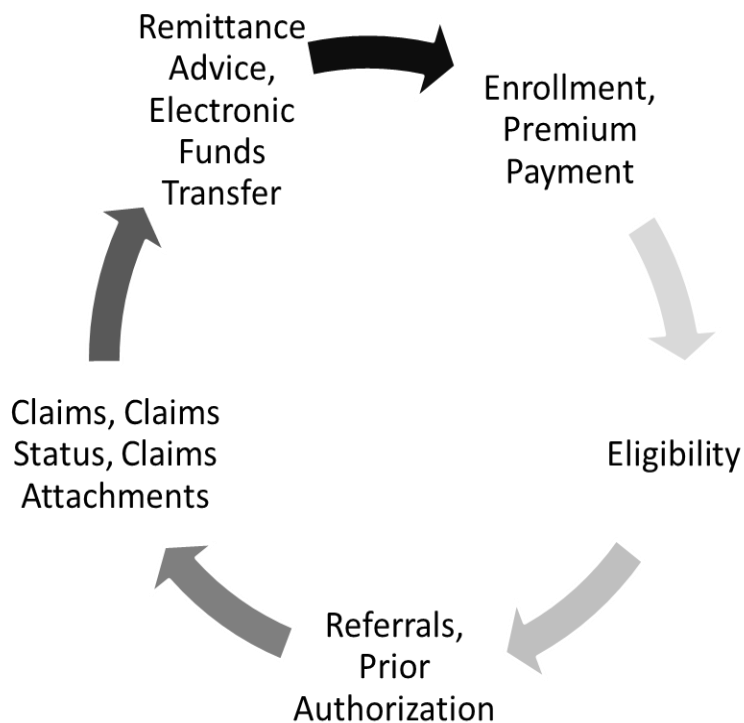 Remittance
Advice,
Electronic
Funds
Transfer
Enrollment,
Premium
Payment
Eligibility
Referrals,
Prior
Authorization
Claims, Claims
Status, Claims
Attachments